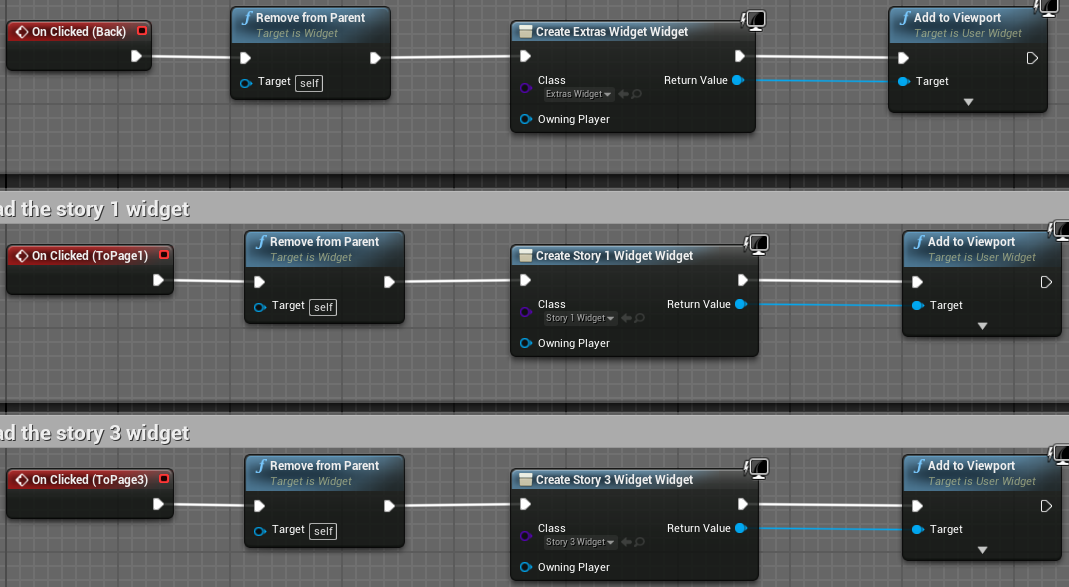 On Clicked (Back)
f Remove from Parent
Target is Widget
Target self
Create Extras Widget Widget
Class
Extras Widget
Return Value
Owning Player
f Add to Viewport
Target is User Widget
Target
ad the story 1 widget
On Clicked (ToPage1)
f Remove from Parent
Target is Widget
Target self
Create Story 1 Widget Widget
Class
Story 1 Widget
Return Value
Owning Player
f Add to Viewport
Target is User Widget
Target
ad the story 3 widget
On Clicked (ToPage3)
f Remove from Parent
Target is Widget
Target self
Create Story 3 Widget Widget
Class
Story 3 Widget
Return Value
Owning Player
f Add to Viewport
Target is User Widget
Target